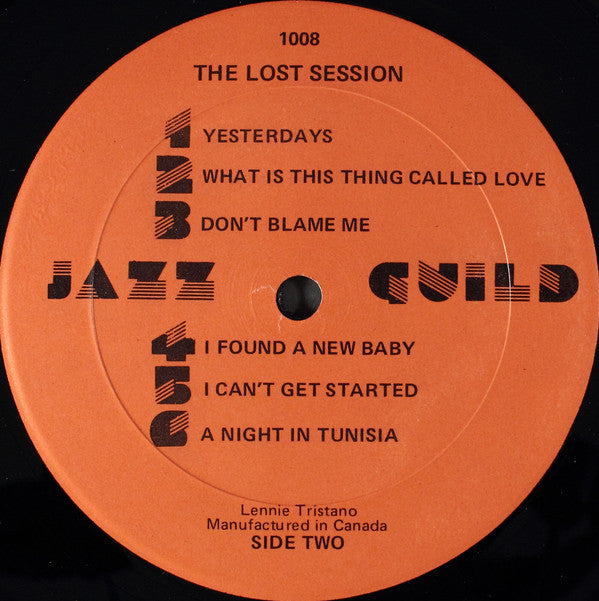 1008
THE LOST SESSION
1 YESTERDAYS
2 WHAT IS THIS THING CALLED LOVE
3 DON'T BLAME ME
JAZZ GUILD
4 I FOUND A NEW BABY
5 I CAN'T GET STARTED
6 A NIGHT IN TUNISIA
Lennie Tristano
Manufactured in Canada
SIDE TWO